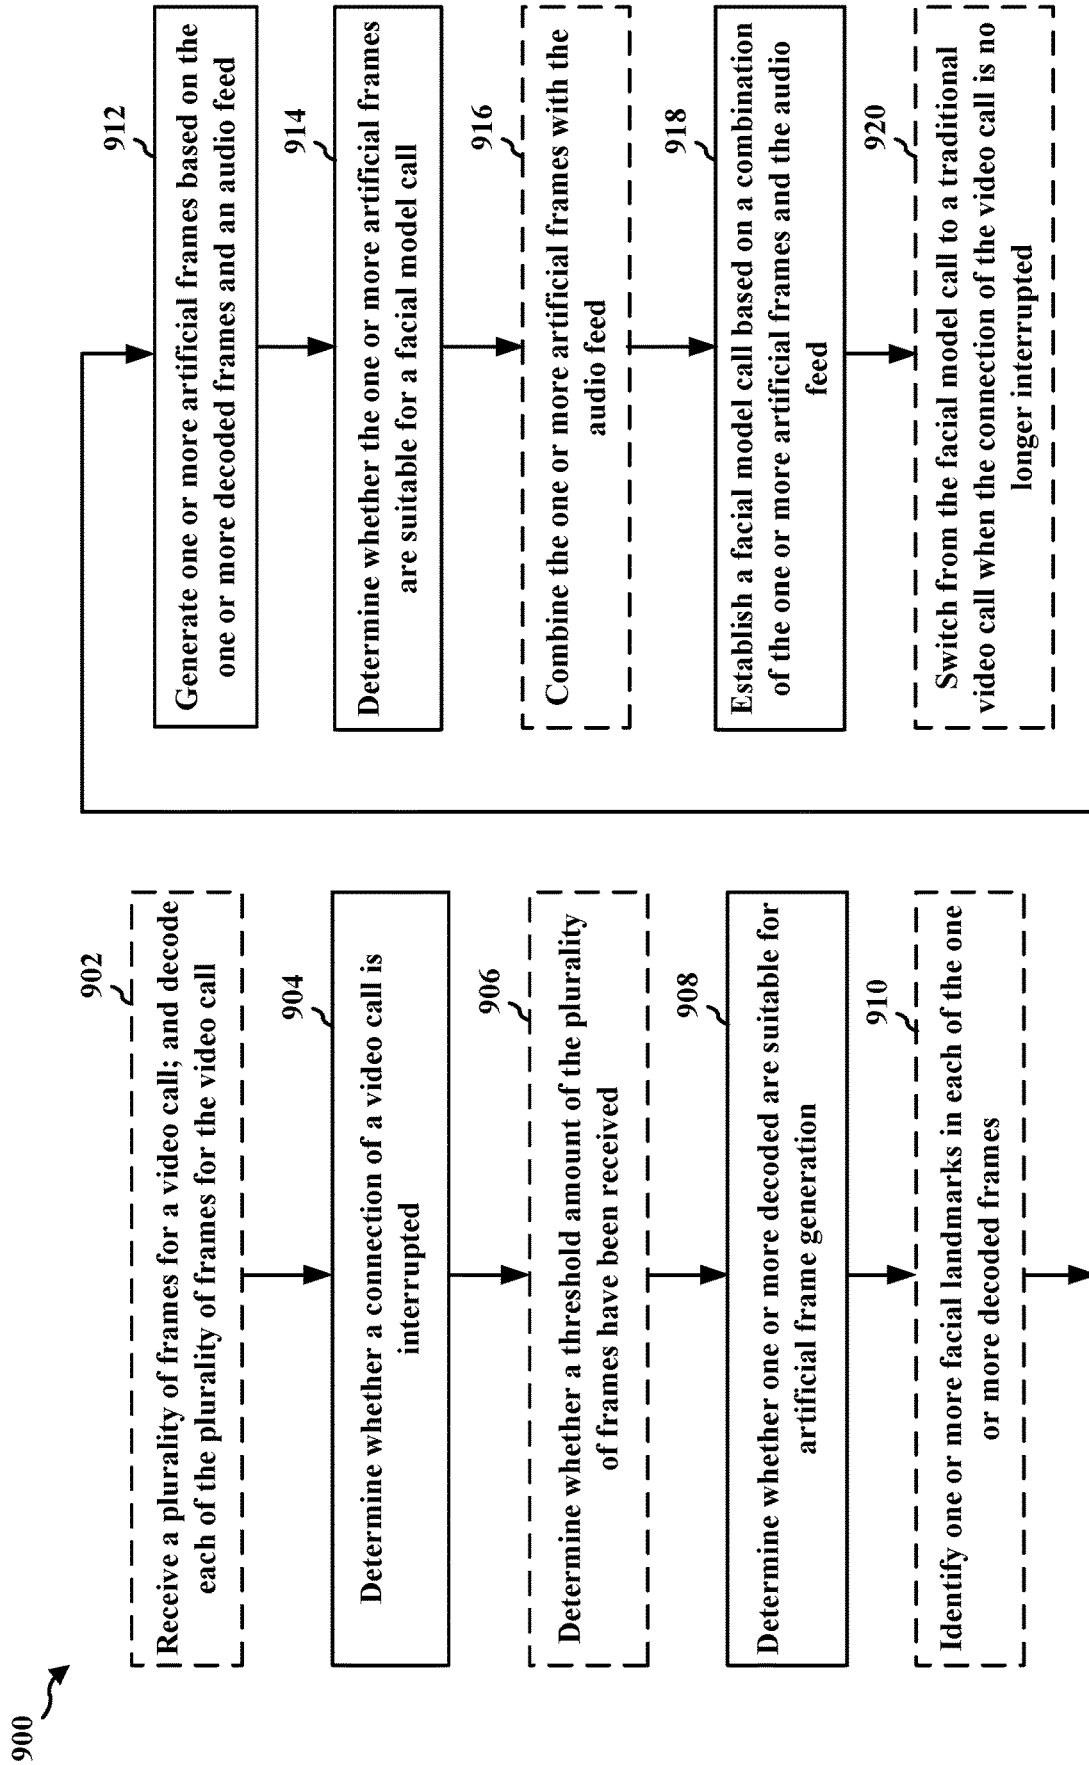 900
902
Receive a plurality of frames for a video call; and decode
each of the plurality of frames for the video call
904
Determine whether a connection of a video call is
interrupted
906
Determine whether a threshold amount of the plurality
of frames have been received
908
Determine whether one or more decoded are suitable for
artificial frame generation
910
Identify one or more facial landmarks in each of the one
or more decoded frames
912
Generate one or more artificial frames based on the
one or more decoded frames and an audio feed
914
Determine whether the one or more artificial frames
are suitable for a facial model call
916
Combine the one or more artificial frames with the
audio feed
918
Establish a facial model call based on a combination
of the one or more artificial frames and the audio
feed
920
Switch from the facial model call to a traditional
video call when the connection of the video call is no
longer interrupted